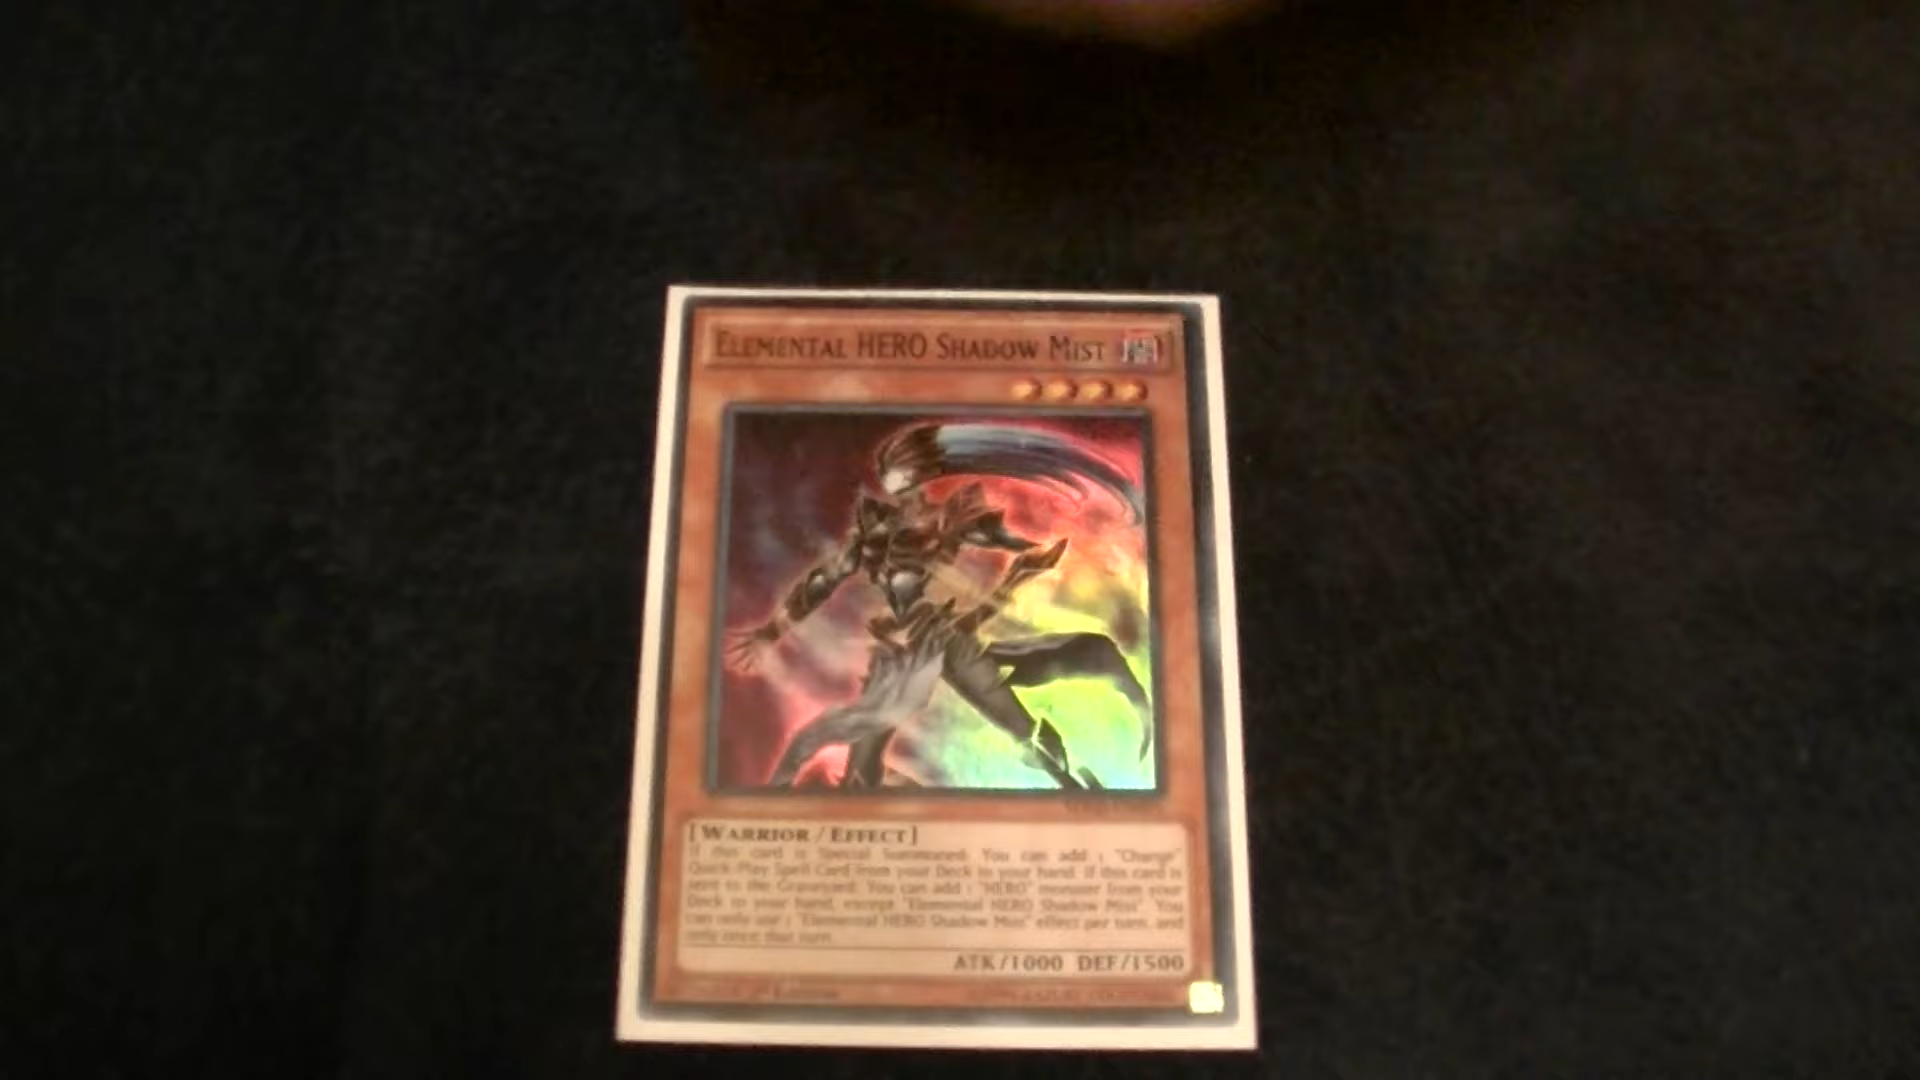 ELEMENTAL HERO SHADOW MIST
[WARRIOR / EFFECT]
If this card is Special Summoned: You can add 1 "Change"
Quick-Play Spell Card from your Deck to your hand. If this card is
sent to the Graveyard: You can add 1 "HERO" monster from your
Deck to your hand, except "Elemental HERO Shadow Mist". You
can only use 1 "Elemental HERO Shadow Mist" effect per turn, and
only once that turn.
ATK/1000 DEF/1500